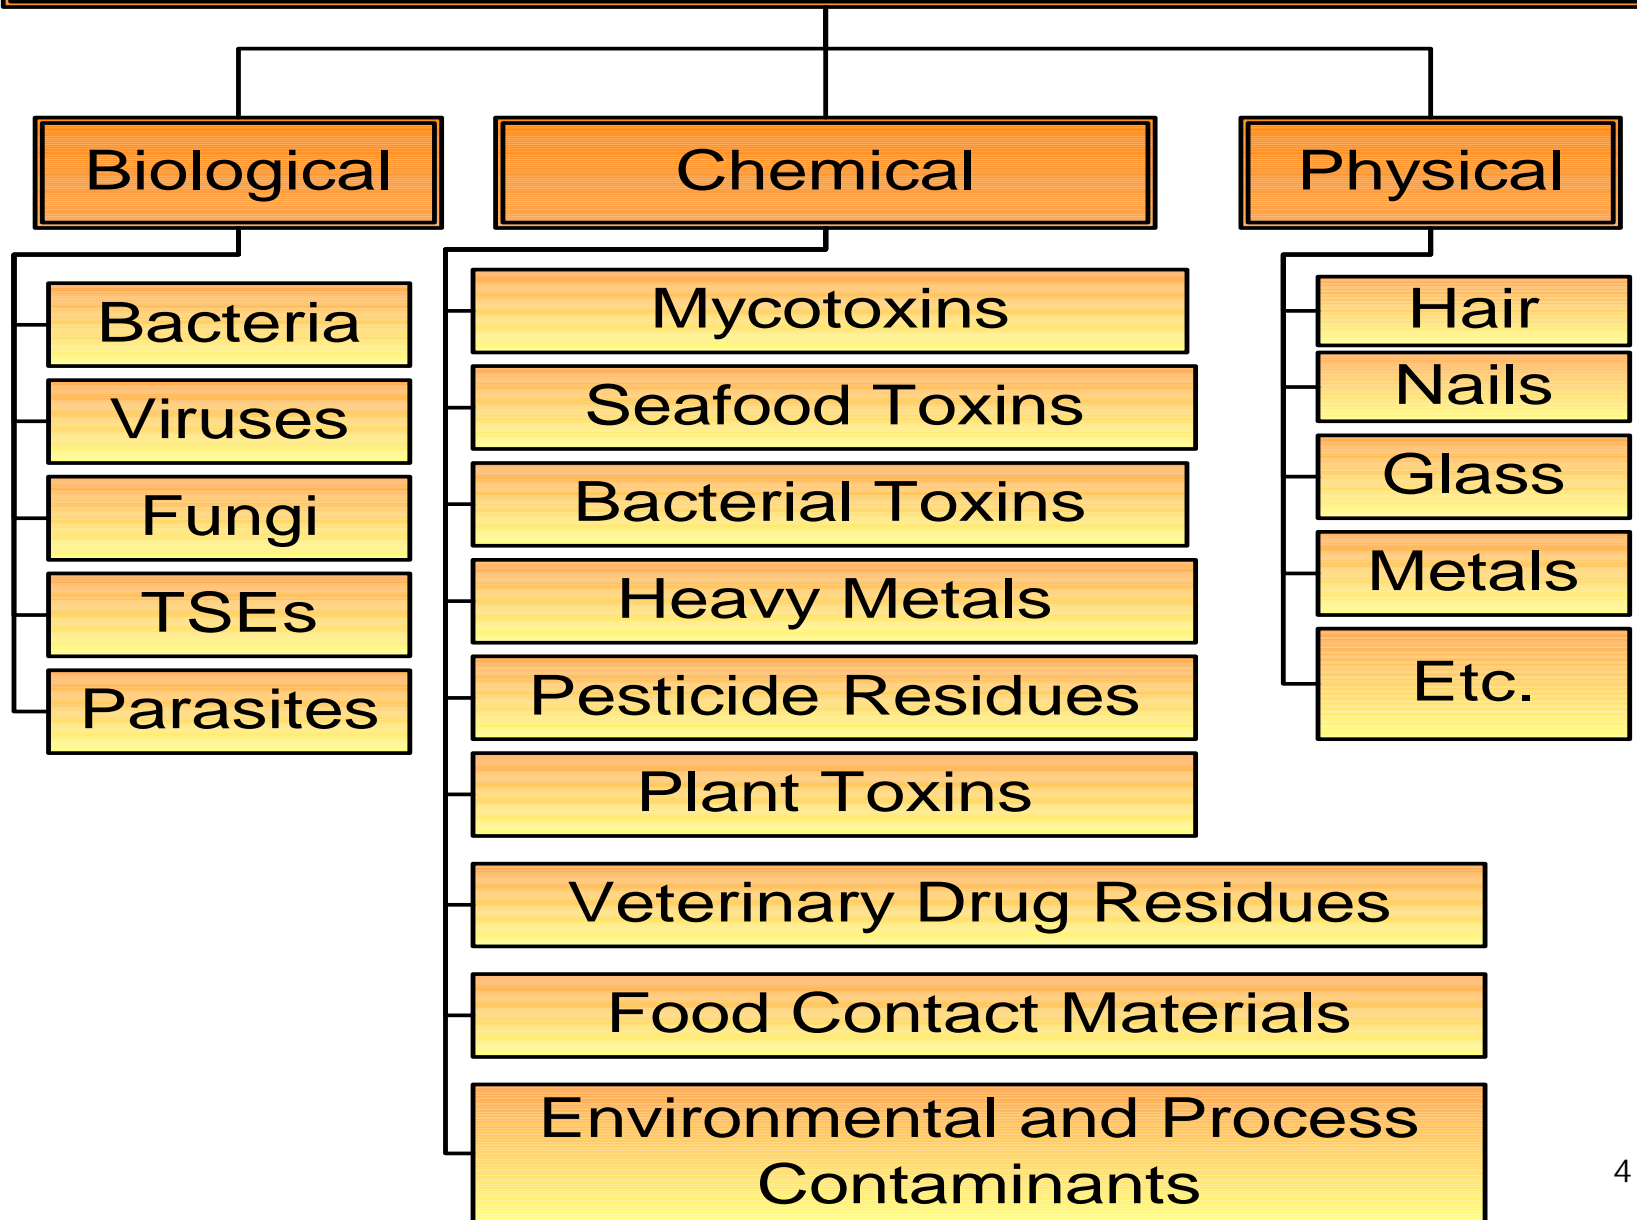 Biological
Chemical
Physical
Bacteria
Viruses
Fungi
TSEs
Parasites
Mycotoxins
Seafood Toxins
Bacterial Toxins
Heavy Metals
Pesticide Residues
Plant Toxins
Veterinary Drug Residues
Food Contact Materials
Environmental and Process
Contaminants
Hair
Nails
Glass
Metals
Etc.
4